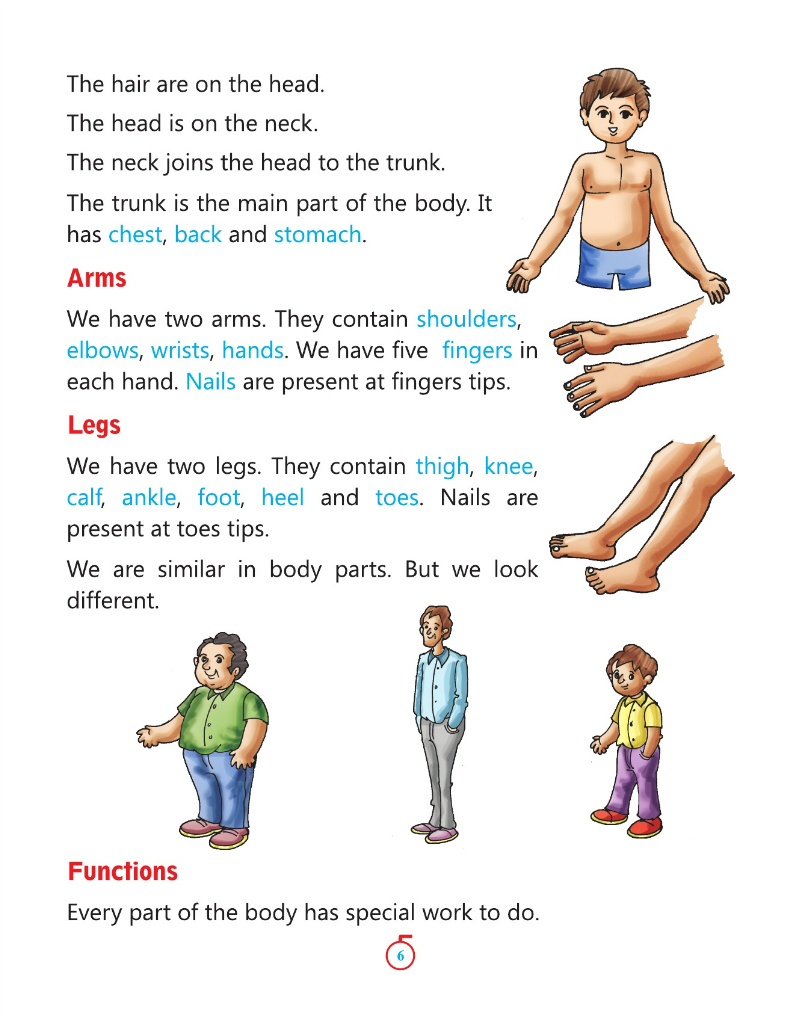 The hair are on the head.
The head is on the neck.
The neck joins the head to the trunk.
The trunk is the main part of the body. It
has chest, back and stomach.
Arms
We have two arms. They contain shoulders,
elbows, wrists, hands. We have five fingers in
each hand. Nails are present at fingers tips.
Legs
We have two legs. They contain thigh, knee,
calf, ankle, foot, heel and toes. Nails are
present at toes tips.
We are similar in body parts. But we look
different.
Functions
Every part of the body has special work to do.
6